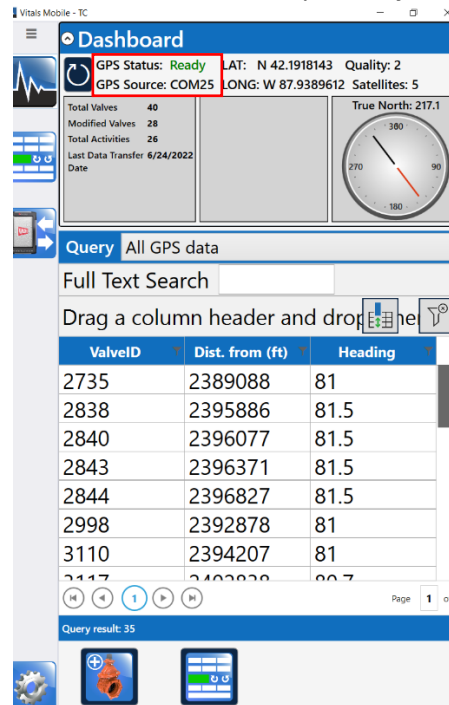 Vitals Mobile - TC
Dashboard
GPS Status: Ready LAT: N 42.1918143 Quality: 2
GPS Source: COM25 LONG: W 87.9389612 Satellites: 5
Total Valves 40
Modified Valves 28
Total Activities 26
Last Data Transfer Date 6/24/2022
True North: 217.1
360
270 90
180
Query All GPS data
Full Text Search
Drag a column header and drop
ValveID Dist. from (ft) Heading
2735 2389088 81
2838 2395886 81.5
2840 2396077 81.5
2843 2396371 81.5
2844 2396827 81.5
2998 2392878 81
3110 2394207 81
1 Page 1
Query result: 35